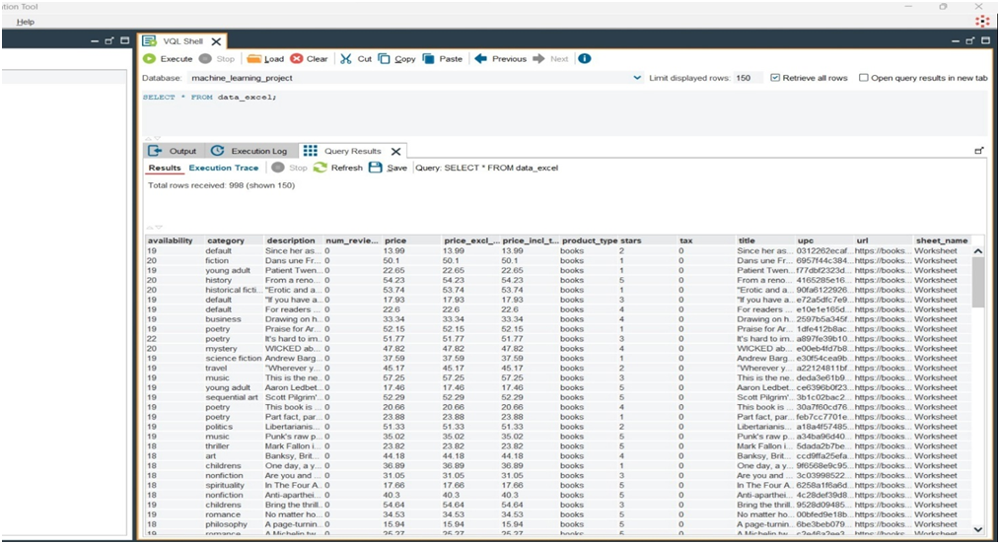 tion Tool
Help
VQL Shell
Execute Stop Load Clear Cut Copy Paste Previous Next
Database: machine_learning_project Limit displayed rows: 150 Retrieve all rows Open query results in new tab
SELECT * FROM data_excel;
Output Execution Log Query Results
Results Execution Trace Stop Refresh Save Query: SELECT * FROM data_excel
Total rows received: 998 (shown 150)
availability category description num_revie... price price_excl_... price_incl_t... product_type stars tax title upc url sheet_name
19 default Since her as... 0 13.99 13.99 13.99 books 2 0 Since her as... 0312262ecaf... https://books... Worksheet
20 fiction Dans une Fr... 0 50.1 50.1 50.1 books 1 0 Dans une Fr... 6957f44c384... https://books... Worksheet
19 young adult Patient Twen... 0 22.65 22.65 22.65 books 1 0 Patient Twen... f77dbf2323d... https://books... Worksheet
20 history From a reno... 0 54.23 54.23 54.23 books 5 0 From a reno... 4165285e16... https://books... Worksheet
20 historical ficti... "Erotic and a... 0 53.74 53.74 53.74 books 1 0 "Erotic and a... 90fa6122926... https://books... Worksheet
19 default "If you have a... 0 17.93 17.93 17.93 books 3 0 "If you have a... e72a5dfc7e9... https://books... Worksheet
19 default For readers ... 0 22.6 22.6 22.6 books 4 0 For readers ... e10e1e165d... https://books... Worksheet
19 business Drawing on h... 0 33.34 33.34 33.34 books 4 0 Drawing on h... 2597b5a345f... https://books... Worksheet
19 poetry Praise for Ar... 0 52.15 52.15 52.15 books 1 0 Praise for Ar... 1dfe412b8ac... https://books... Worksheet
22 poetry It's hard to im... 0 51.77 51.77 51.77 books 3 0 It's hard to im... a897fe39b10... https://books... Worksheet
20 mystery WICKED ab... 0 47.82 47.82 47.82 books 4 0 WICKED ab... e00eb4fd7b8... https://books... Worksheet
19 science fiction Andrew Barg... 0 37.59 37.59 37.59 books 1 0 Andrew Barg... e30f54cea9b... https://books... Worksheet
19 travel "Wherever y... 0 45.17 45.17 45.17 books 2 0 "Wherever y... a22124811bf... https://books... Worksheet
19 music This is the ne... 0 57.25 57.25 57.25 books 3 0 This is the ne... deda3e61b9... https://books... Worksheet
19 young adult Aaron Ledbet... 0 17.46 17.46 17.46 books 5 0 Aaron Ledbet... ce6396b0f23... https://books... Worksheet
19 sequential art Scott Pilgrim'... 0 52.29 52.29 52.29 books 5 0 Scott Pilgrim'... 3b1c02bac2... https://books... Worksheet
19 poetry This book is ... 0 20.66 20.66 20.66 books 4 0 This book is ... 30a7f60cd76... https://books... Worksheet
19 poetry Part fact, par... 0 23.88 23.88 23.88 books 1 0 Part fact, par... feb7cc7701e... https://books... Worksheet
19 politics Libertarianis... 0 51.33 51.33 51.33 books 2 0 Libertarianis... a18a4f57485... https://books... Worksheet
19 music Punk's raw p... 0 35.02 35.02 35.02 books 5 0 Punk's raw p... a34ba96d40... https://books... Worksheet
18 thriller Mark Fallon i... 0 23.82 23.82 23.82 books 5 0 Mark Fallon i... 5dada2b7be... https://books... Worksheet
18 art Banksy, Brit... 0 44.18 44.18 44.18 books 4 0 Banksy, Brit... ccd9ffa25efa... https://books... Worksheet
18 childrens One day, a y... 0 36.89 36.89 36.89 books 1 0 One day, a y... 9f6568e9c95... https://books... Worksheet
18 nonfiction Are you and ... 0 31.05 31.05 31.05 books 3 0 Are you and ... 3c03998522... https://books... Worksheet
18 spirituality In The Four A... 0 17.66 17.66 17.66 books 5 0 In The Four A... 6258a1f6a6d... https://books... Worksheet
18 nonfiction Anti-aparthei... 0 40.3 40.3 40.3 books 5 0 Anti-aparthei... 4c28def39d8... https://books... Worksheet
19 childrens Bring the thrill... 0 54.64 54.64 54.64 books 3 0 Bring the thrill... 9528d09485... https://books... Worksheet
19 romance No matter ho... 0 34.53 34.53 34.53 books 5 0 No matter ho... 00bfed9e18b... https://books... Worksheet
18 philosophy A page-turnin... 0 15.94 15.94 15.94 books 5 0 A page-turnin... 6be3beb079... https://books... Worksheet